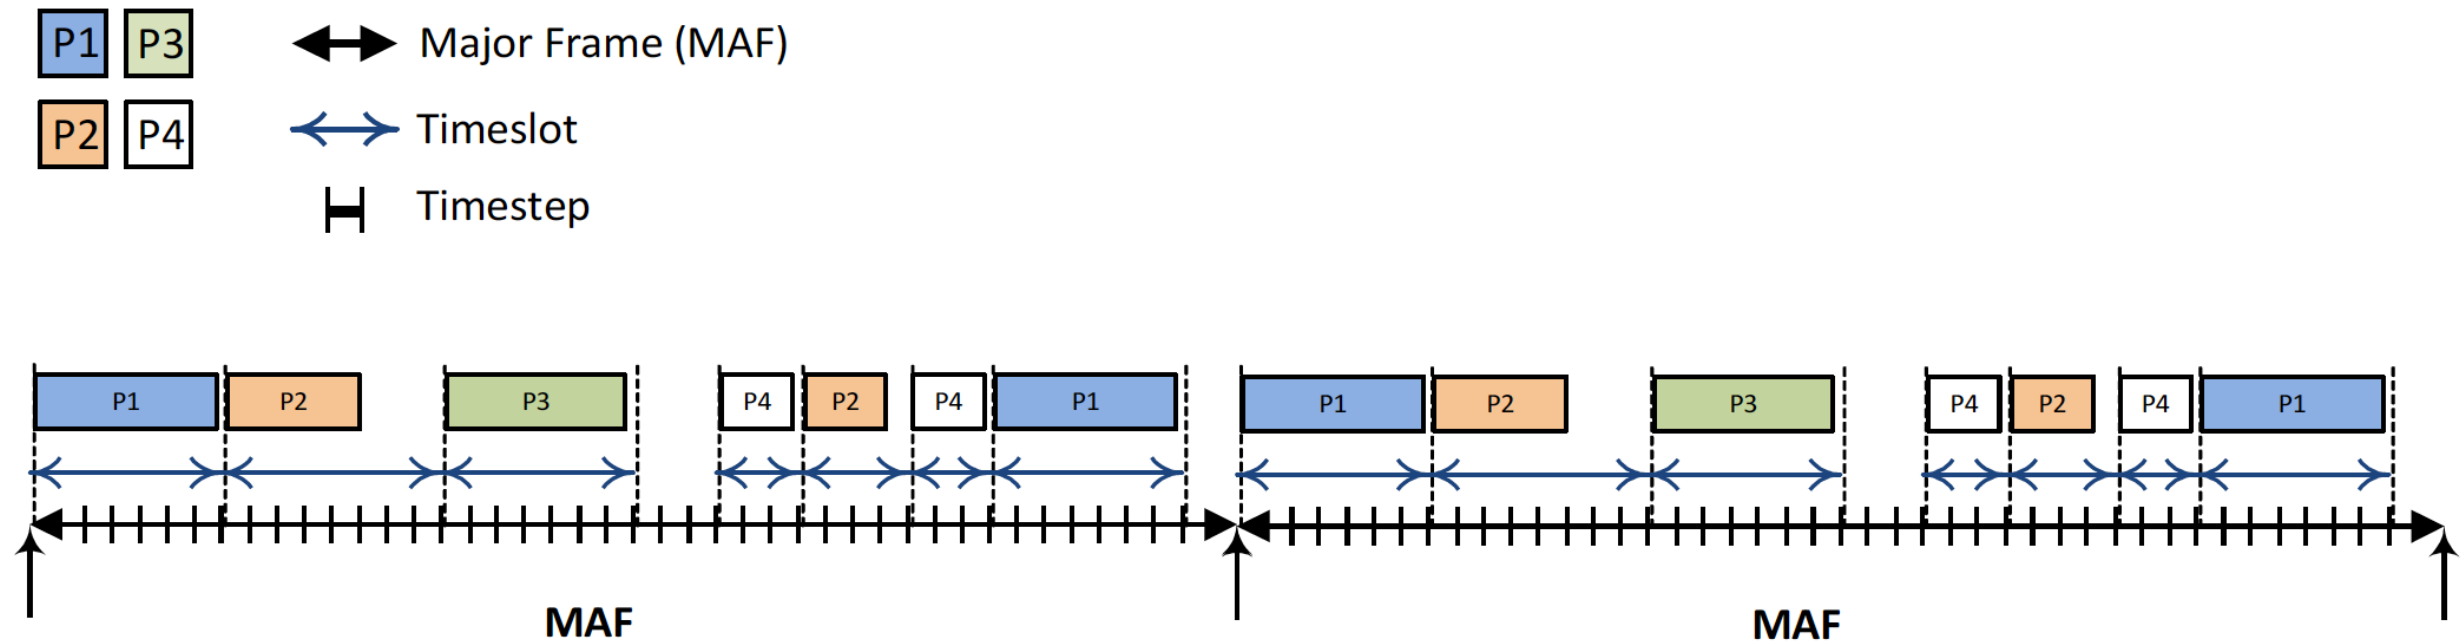 P1 P3 Major Frame (MAF)
P2 P4 Timeslot
Timestep
P1 P2 P3 P4 P2 P4 P1 P1 P2 P3 P4 P2 P4 P1
MAF MAF